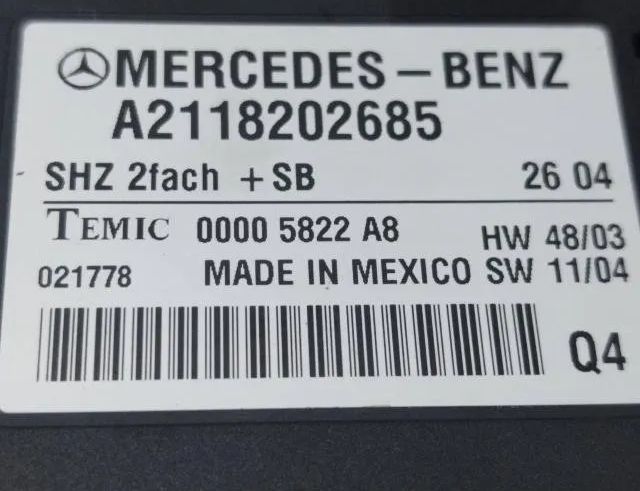 MERCEDES-BENZ
A2118202685
SHZ 2fach + SB 26 04
TEMIC 0000 5822 A8 HW 48/03
021778 MADE IN MEXICO SW 11/04
Q4